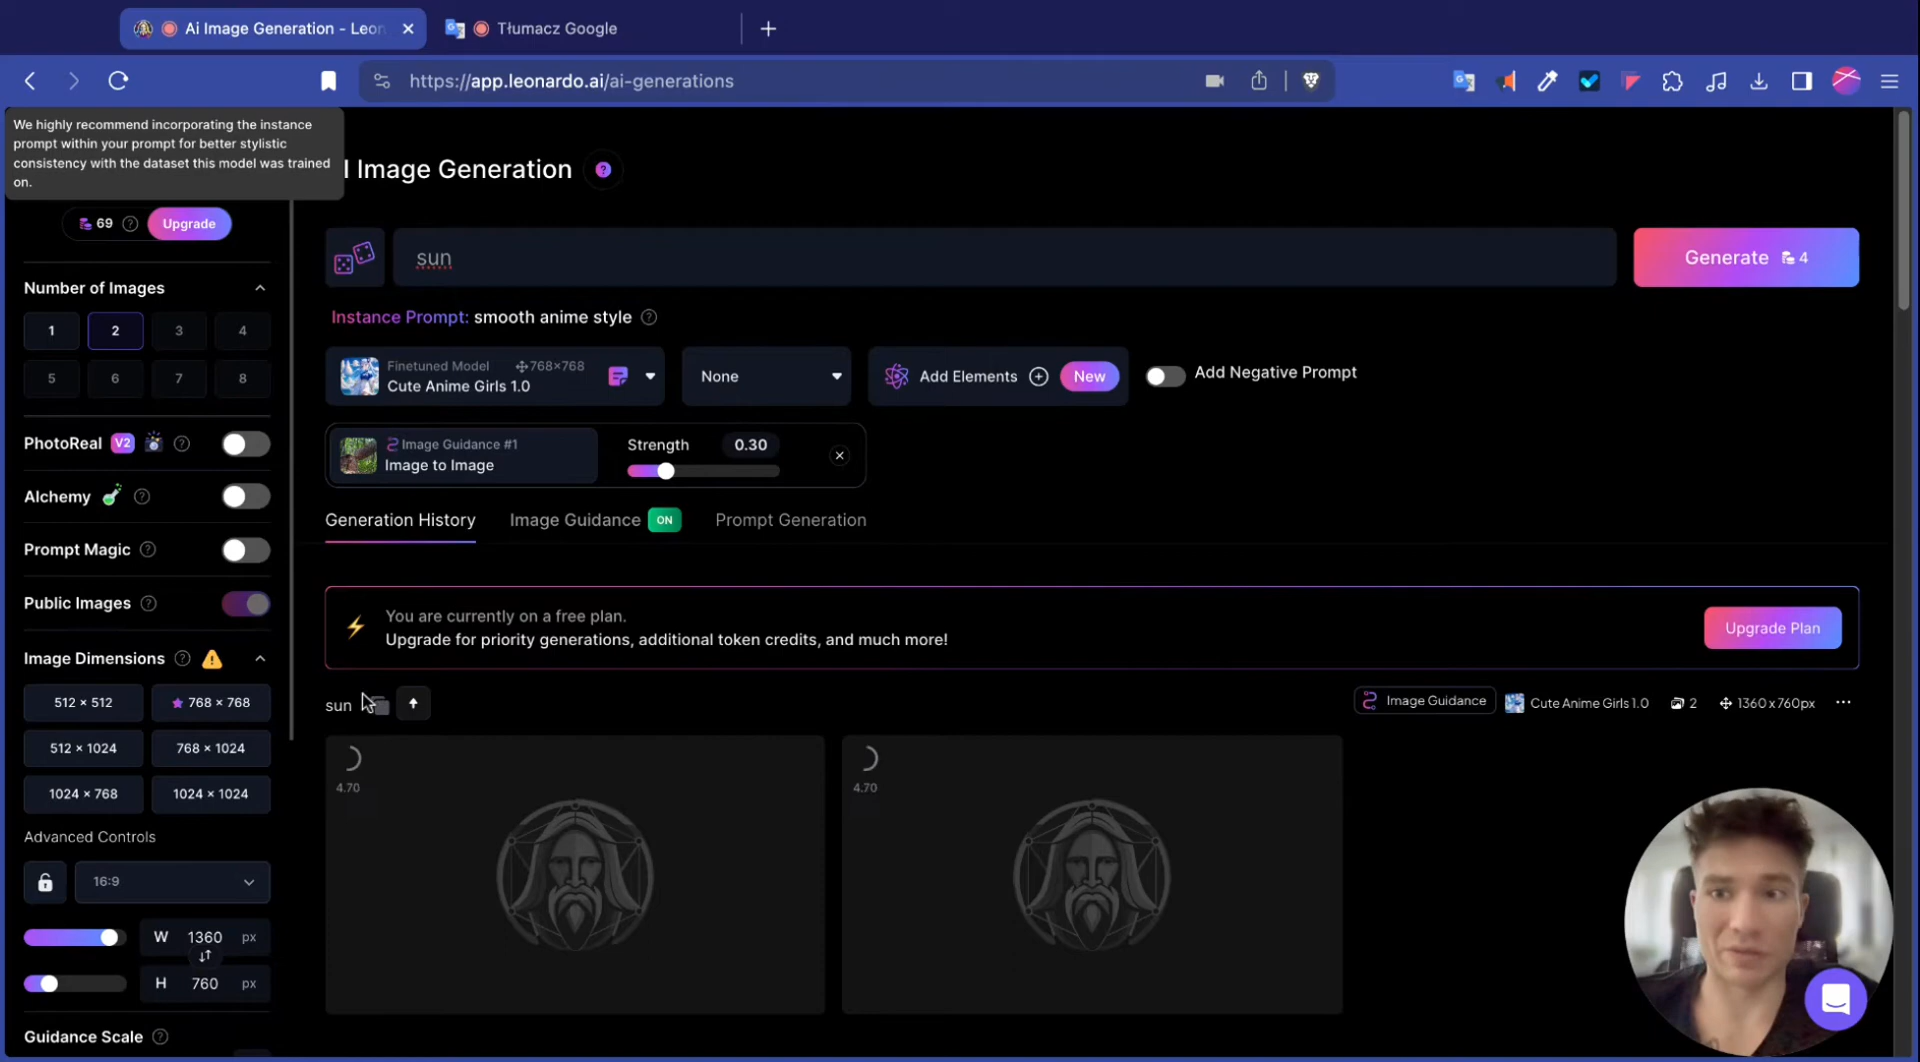 Ai Image Generation - Leon
Tłumacz Google
https://app.leonardo.ai/ai-generations
We highly recommend incorporating the instance
prompt within your prompt for better stylistic
consistency with the dataset this model was trained
on.
I Image Generation
69
Upgrade
sun
Generate 4
Number of Images
1 2 3 4
5 6 7 8
Instance Prompt: smooth anime style
Finetuned Model 768×768
Cute Anime Girls 1.0
None
Add Elements
New
Add Negative Prompt
PhotoReal V2
Image Guidance #1
Image to Image
Strength 0.30
Alchemy
Generation History
Image Guidance ON
Prompt Generation
Prompt Magic
Public Images
You are currently on a free plan.
Upgrade for priority generations, additional token credits, and much more!
Upgrade Plan
Image Dimensions
512 × 512
768 × 768
512 × 1024
768 × 1024
1024 × 768
1024 × 1024
sun
Image Guidance
Cute Anime Girls 1.0
2
1360x760px
...
4.70
4.70
Advanced Controls
16:9
W 1360 px
H 760 px
Guidance Scale